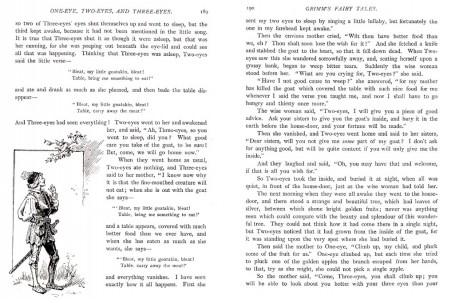 ONE-EYE, TWO-EYES, AND THREE-EYES. 189
so Two-eyes' eyes shut themselves up and went to sleep, but the
third kept awake, because it had not been mentioned in the little song.
It is true that Three-eyes shut it as though it were asleep, but that was
her cunning, for she was peeping out beneath the eye-lid and could see
all that was happening. Thinking that Three-eyes was asleep, Two-eyes
said the little verse—
"Bleat, my little goatskin, bleat!
Table, bring me something to eat!"
and ate and drank as much as she pleased, and then bade the table
appear—
"Bleat, my little goatskin, bleat!
Table, carry away the meat!"
And Three-eyes had seen everything! Two-eyes went to her and awakened
her, and said, "Ah, Three-eyes, so you
went to sleep, did you? What good
care you take of the goat, to be sure!
But, come, we will go home now."
When they went home as usual,
Two-eyes ate nothing, and Three-eyes
said to her mother, "I know now why
it is that the fine-mouthed creature will
not eat; when she is out with the goat
she says—
"'Bleat, my little goatskin, bleat!
Table, bring me something to eat!'
and a table appears, covered with much
better food than we ever have, and
when she has eaten as much as she
wants, she says—
"'Bleat, my little goatskin, bleat!
Table, carry away the meat!'
and everything vanishes. I have seen
exactly how it all happens. First she
190 GRIMM'S FAIRY TALES.
sent my two eyes to sleep by singing a little lullaby, but fortunately the
one in my forehead kept awake."
Then the envious mother cried, "Wilt thou have better food than
we, eh? Thou shalt soon lose the wish for it!" And she fetched a knife
and stabbed the goat to the heart, so that it fell down dead. When Two-
eyes saw this she wandered sorrowfully away, and, seating herself upon a
grassy bank, began to weep bitter tears. Suddenly the wise woman
stood before her. "What are you crying for, Two-eyes?" she said.
"Have I not good cause to weep?" she answered, "for my mother
has killed the goat which covered the table with such nice food for me
whenever I said the verse you taught me, and now I shall have to go
hungry and thirsty once more."
The wise woman said, "Two-eyes, I will give you a piece of good
advice. Ask your sisters to give you the goat's inside, and bury it in the
earth before the house-door, and your fortune will be made."
Then she vanished, and Two-eyes went home and said to her sisters,
"Dear sisters, will you not give me some part of my goat? I don't ask
for anything good, but will be quite content if you will only give me the
inside."
And they laughed and said, "Oh, you may have that and welcome,
if that is all you wish for."
So Two-eyes took the inside, and buried it at night, when all was
quiet, in front of the house-door, just as the wise woman had told her.
The next morning when they were all awake they went to the house-
door, and there stood a strange and beautiful tree, which had leaves of
silver, between which shone bright golden fruits; never was anything
seen which could compare with the beauty and splendour of this wonder-
ful tree. They could not think how it had come there in a single night,
but Two-eyes noticed that it had grown from the inside of the goat, for
it was standing upon the very spot where she had buried it.
Then said the mother to One-eye, "Climb up, my child, and pluck
some of the fruit for us." One-eye climbed up, but each time she tried
to pluck one of the golden apples the branch escaped from her hands,
so that, try as she might, she could not pick a single apple.
So the mother said, "Come, Three-eyes, you shall climb up; you
will be able to look about you better with your three eyes than One-eye